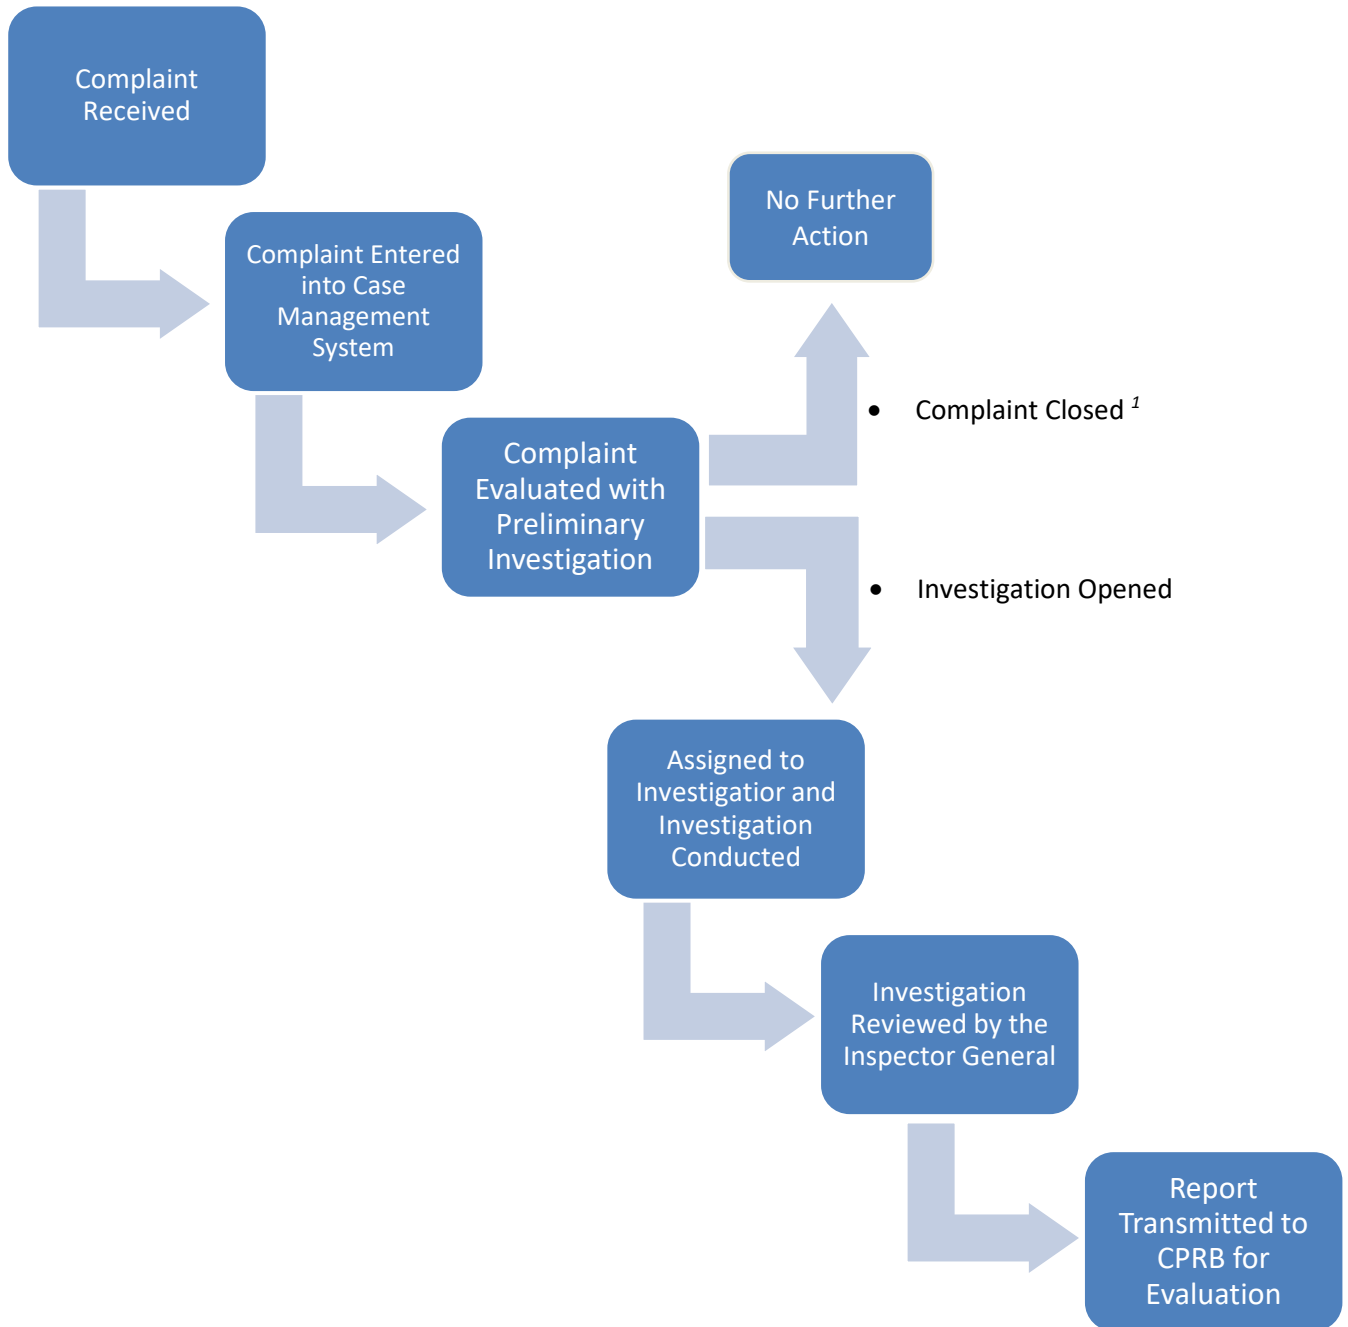 Complaint
Received
No Further
Action
Complaint Entered
into Case
Management
System
• Complaint Closed 1
Complaint
Evaluated with
Preliminary
Investigation
• Investigation Opened
Assigned to
Investigatior and
Investigation
Conducted
Investigation
Reviewed by the
Inspector General
Report
Transmitted to
CPRB for
Evaluation